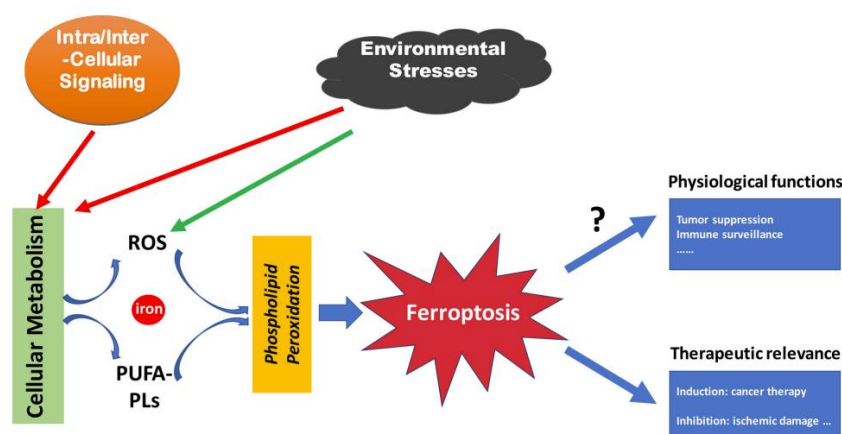 Intra/Inter
-Cellular
Signaling
Environmental
Stresses
Cellular Metabolism
ROS
iron
PUFA-
PLs
Phospholipid
Peroxidation
Ferroptosis
?
Physiological functions
Tumor suppression
Immune surveillance
......
Therapeutic relevance
Induction: cancer therapy
Inhibition: ischemic damage ...